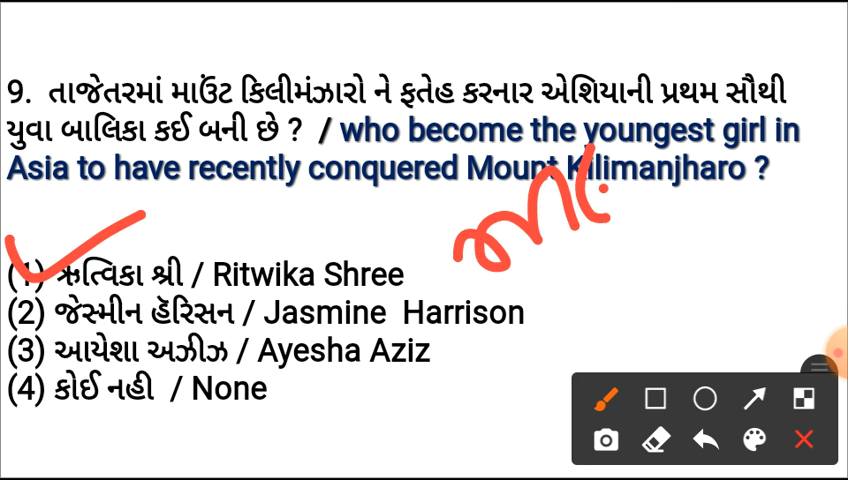 9. તાજેતરમાં માઉંટ કિલીમંઝારો ને ફતેહ કરનાર એશિયાની પ્રથમ સૌથી
યુવા બાલિકા કઈ બની છે ? / who become the youngest girl in
Asia to have recently conquered Mount Kilimanjharo ?
(1) ઋત્વિકા શ્રી / Ritwika Shree
(2) જેસ્મીન હૅરિસન / Jasmine Harrison
(3) આયેશા અઝીઝ / Ayesha Aziz
(4) કોઈ નહી / None